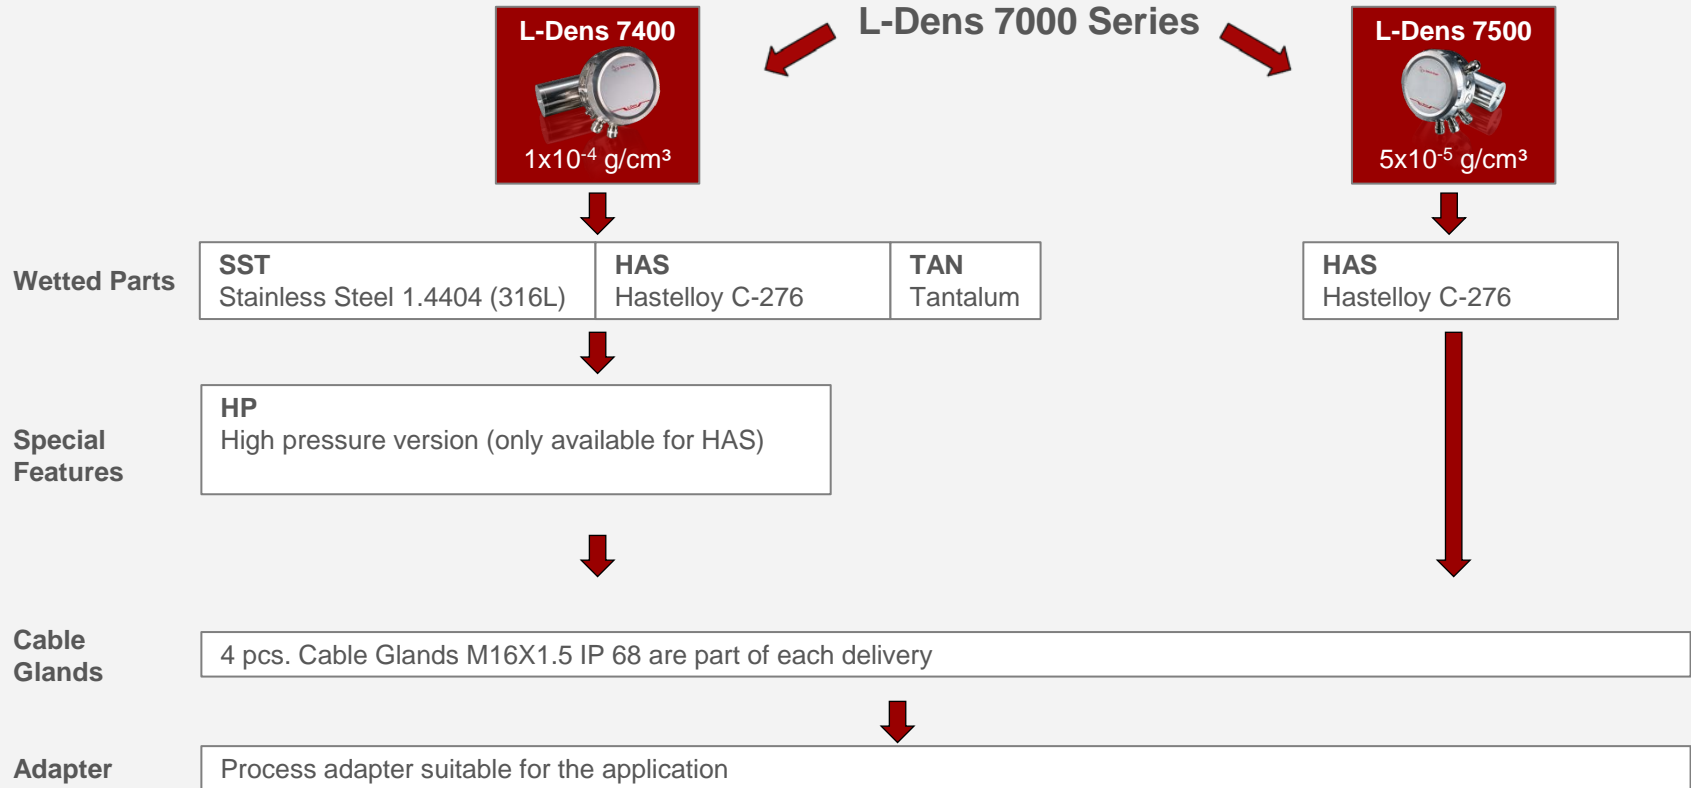 L-Dens 7000 Series
L-Dens 7400
1x10⁻⁴ g/cm³
L-Dens 7500
5x10⁻⁵ g/cm³
Wetted Parts
SST
Stainless Steel 1.4404 (316L)
HAS
Hastelloy C-276
TAN
Tantalum
HAS
Hastelloy C-276
Special
Features
HP
High pressure version (only available for HAS)
Cable
Glands
4 pcs. Cable Glands M16X1.5 IP 68 are part of each delivery
Adapter
Process adapter suitable for the application